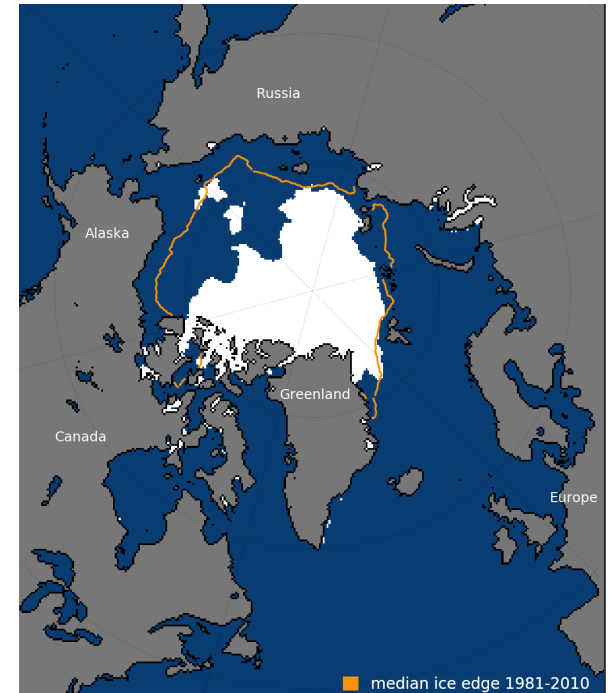 Russia
Alaska
Greenland
Canada
Europe
median ice edge 1981-2010